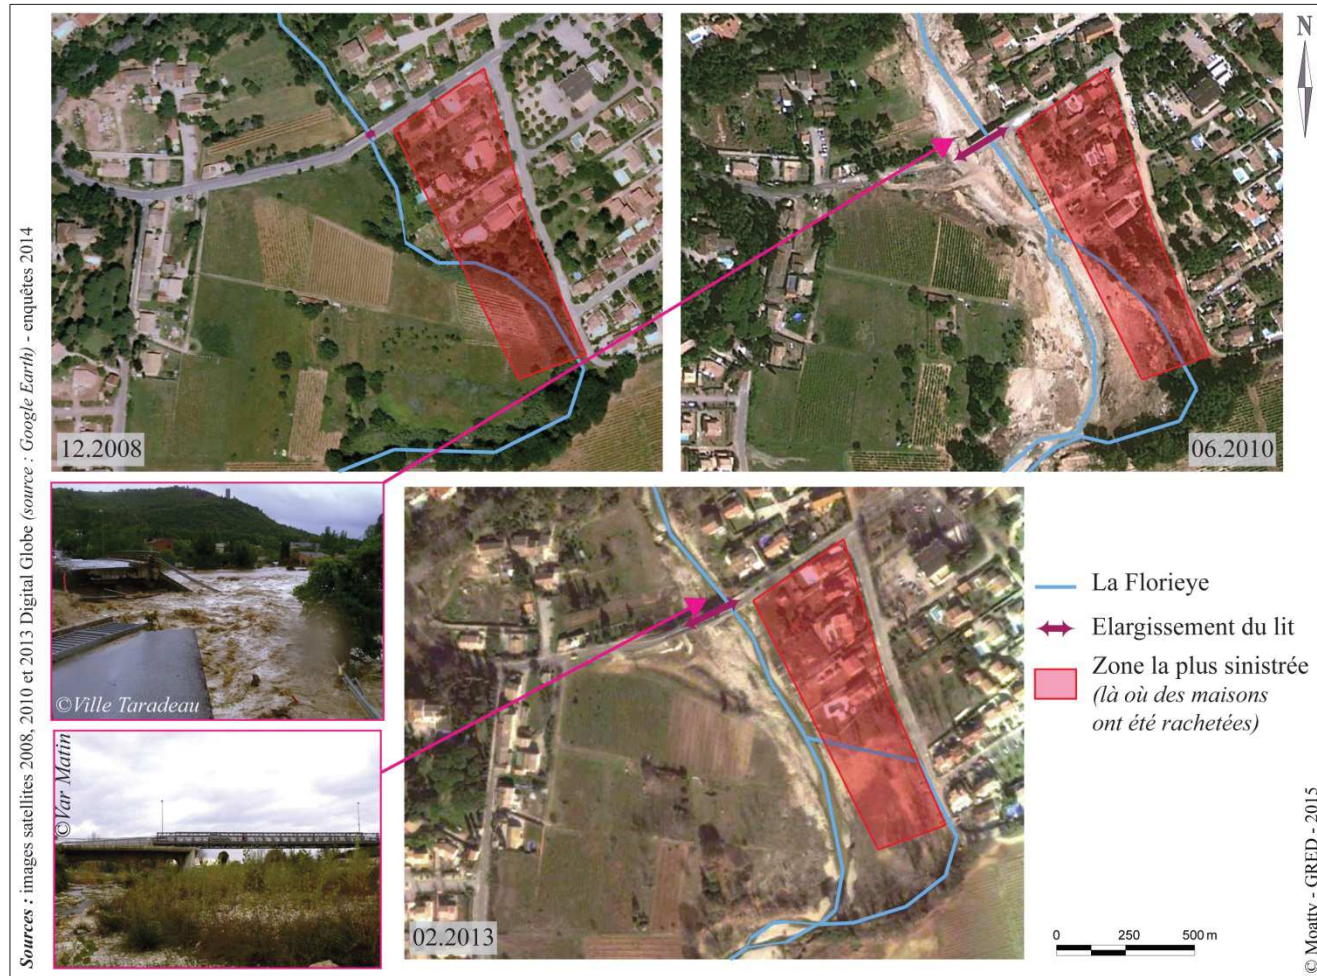 12.2008
06.2010
N
©Ville Taradeau
©Var Matin
02.2013
La Florieye
Elargissement du lit
Zone la plus sinistrée
(là où des maisons
ont été rachetées)
0 250 500 m
Sources : images satellites 2008, 2010 et 2013 Digital Globe (source : Google Earth) - enquêtes 2014
© Moatty - GRED - 2015